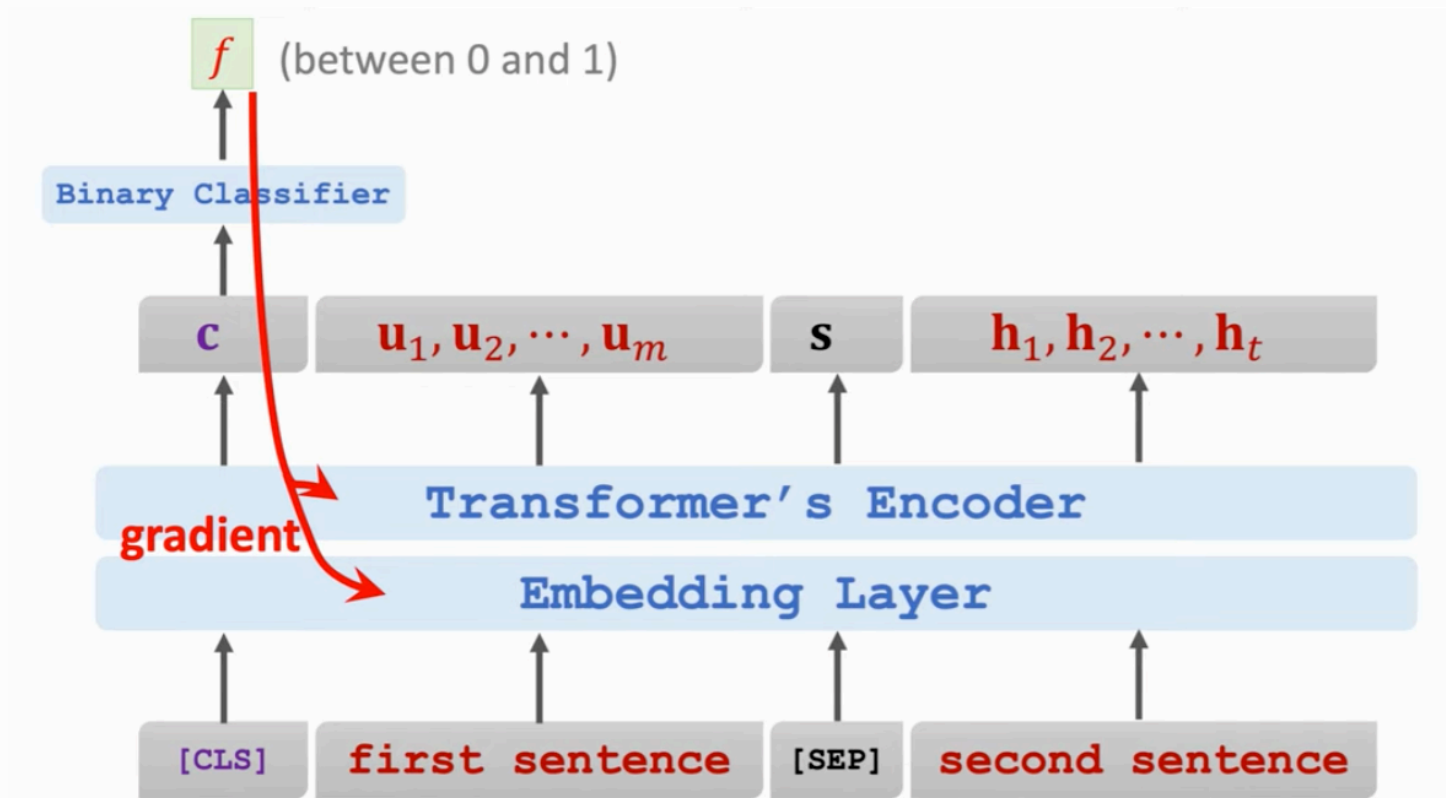 f (between 0 and 1)
Binary Classifier
c u₁, u₂, ⋯, uₘ s h₁, h₂, ⋯, hₜ
Transformer’s Encoder
gradient
Embedding Layer
[CLS] first sentence [SEP] second sentence